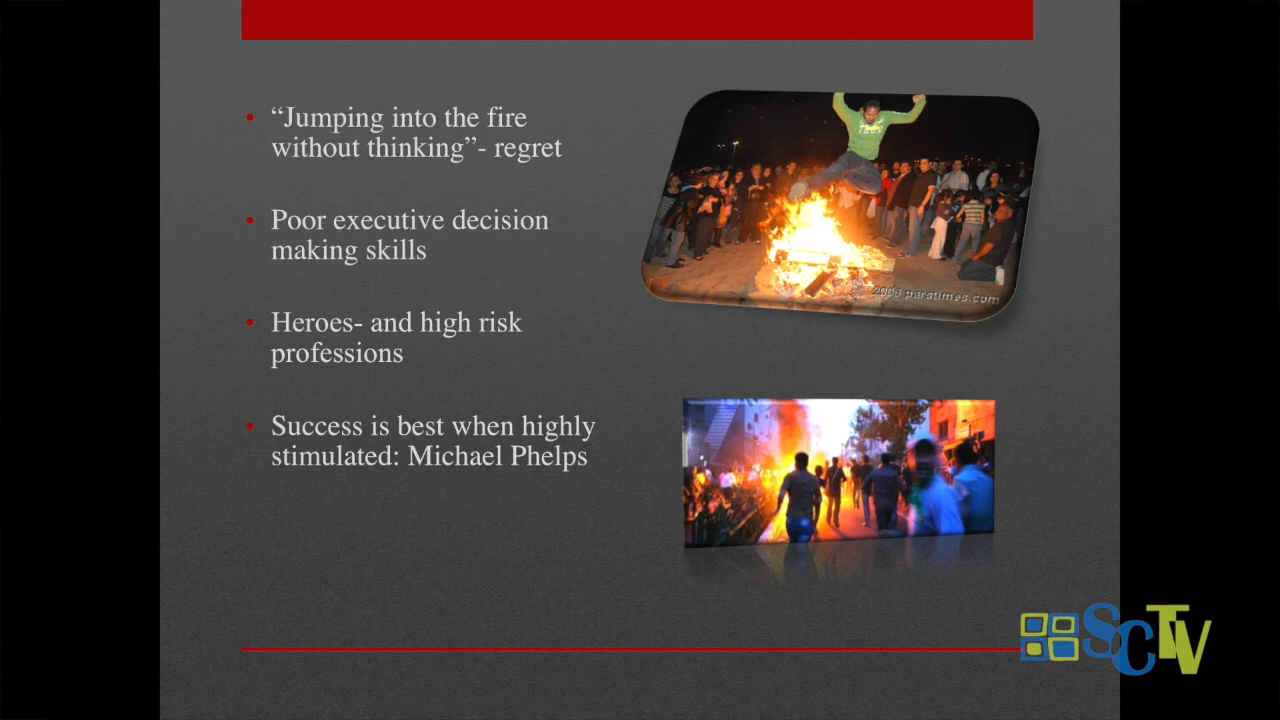 “Jumping into the fire
without thinking”- regret
Poor executive decision
making skills
Heroes- and high risk
professions
Success is best when highly
stimulated: Michael Phelps
2008 parstimes com
SCTV